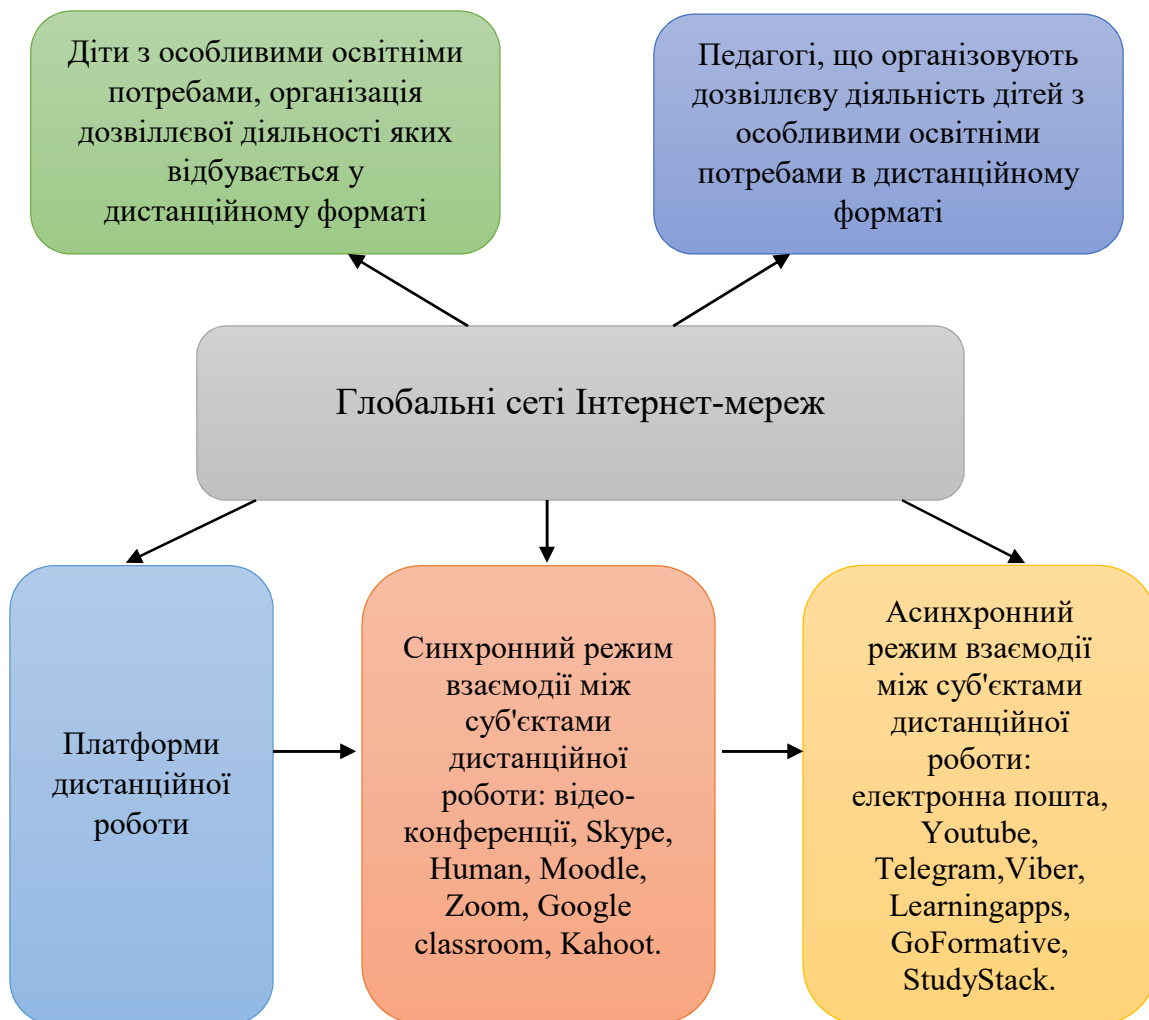 Діти з особливими освітніми
потребами, організація
дозвіллєвої діяльності яких
відбувається у
дистанційному форматі
Педагогі, що організовують
дозвіллєву діяльність дітей з
особливими освітніми
потребами в дистанційному
форматі
Глобальні сеті Інтернет-мереж
Платформи
дистанційної
роботи
Синхронний режим
взаємодії між
суб'єктами
дистанційної
роботи: відео-
конференції, Skype,
Human, Moodle,
Zoom, Google
classroom, Kahoot.
Асинхронний
режим взаємодії
між суб'єктами
дистанційної
роботи:
електронна пошта,
Youtube,
Telegram,Viber,
Learningapps,
GoFormative,
StudyStack.